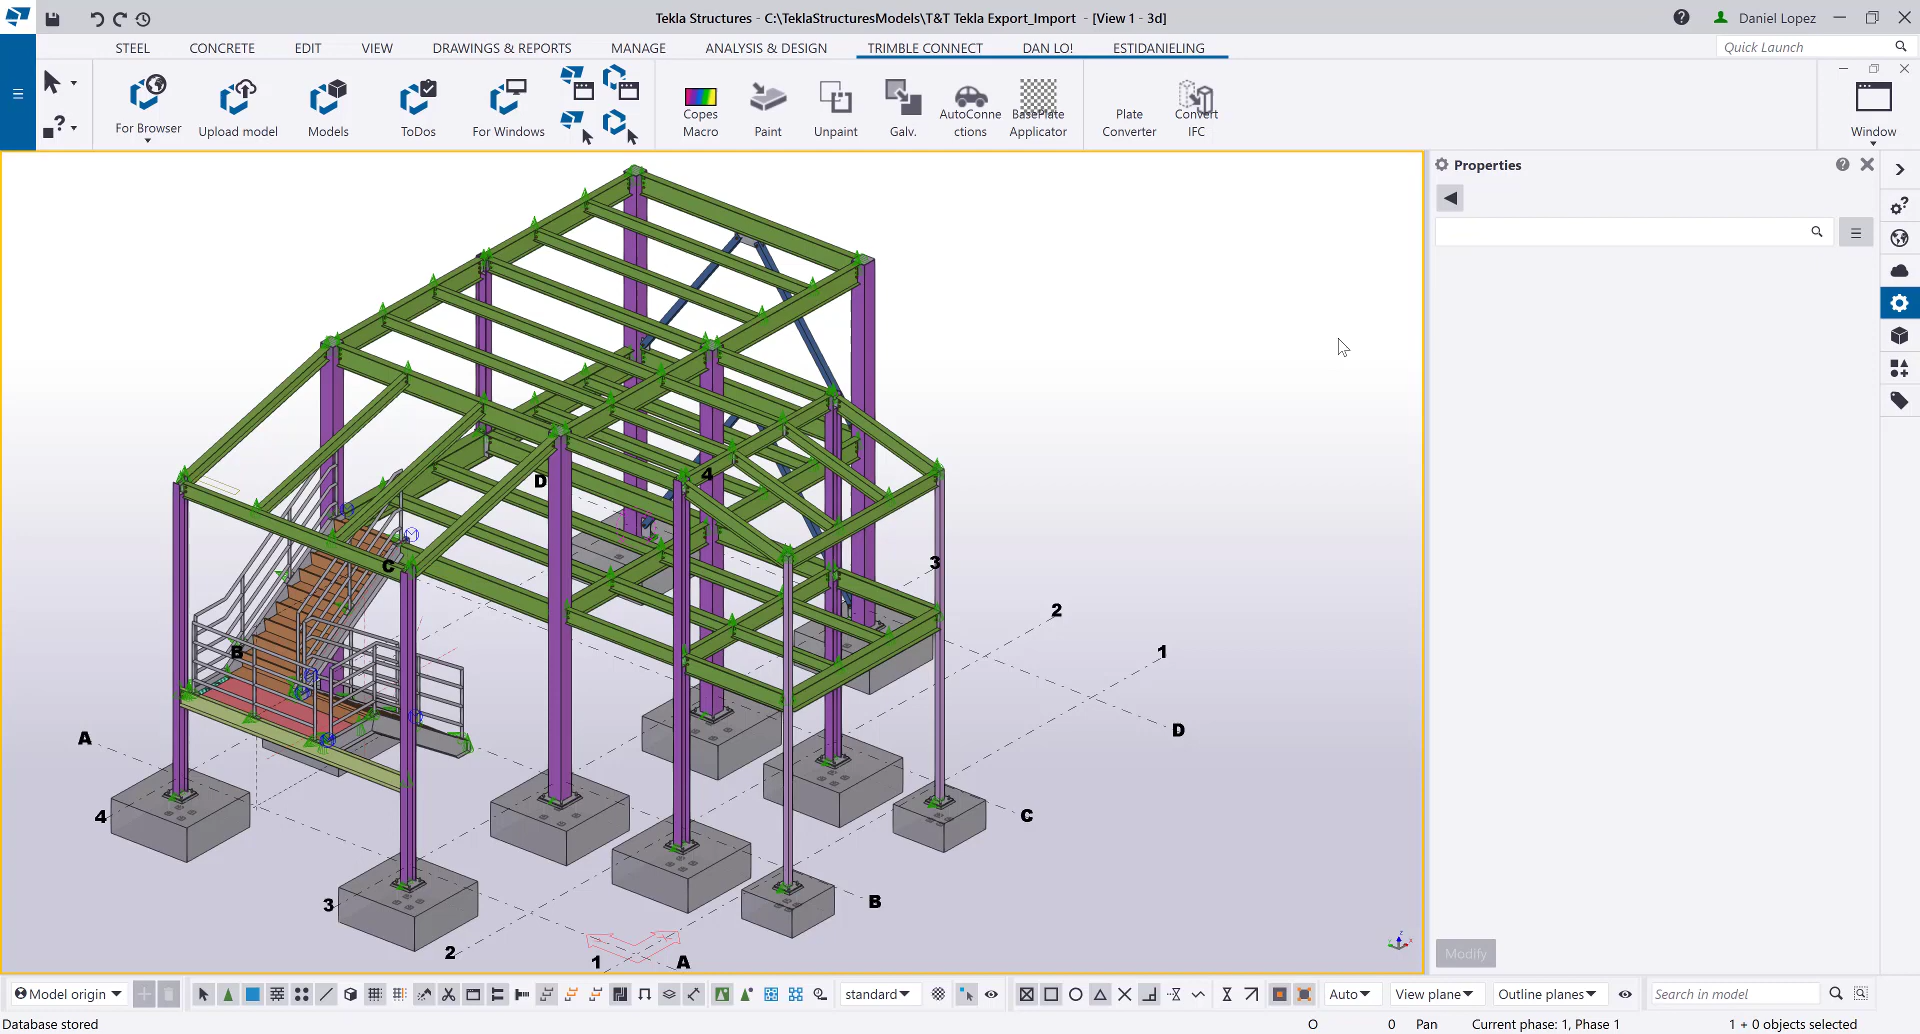 Tekla Structures - C:\TeklaStructuresModels\T&T Tekla Export_Import - [View 1 - 3d]
Daniel Lopez
STEEL CONCRETE EDIT VIEW DRAWINGS & REPORTS MANAGE ANALYSIS & DESIGN TRIMBLE CONNECT DAN LO! ESTIDANIELING
Quick Launch
For Browser
Upload model
Models
ToDos
For Windows
Copes
Macro
Paint
Unpaint
Galv.
AutoConne
ctions
BasePlate
Applicator
Plate
Converter
Convert
IFC
Window
Properties
D
4
C
3
2
B
1
D
A
4
C
3
B
2
1
A
Modify
Model origin
standard
Auto
View plane
Outline planes
Search in model
Database stored
O 0 Pan Current phase: 1, Phase 1 1 + 0 objects selected